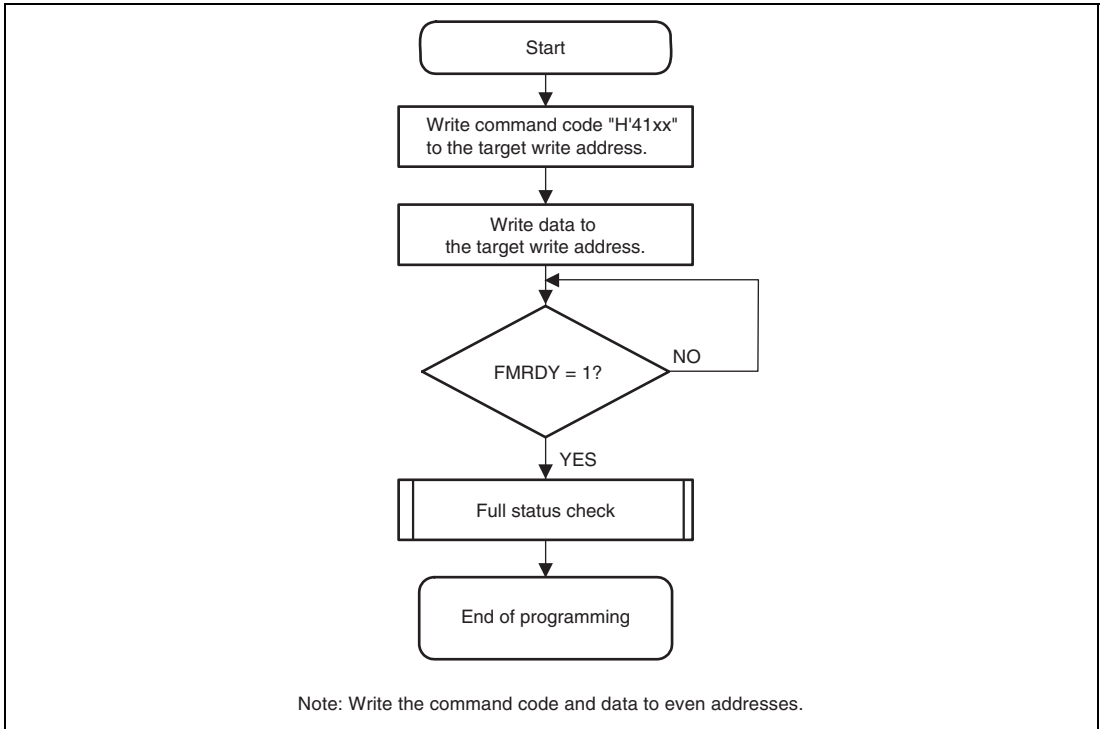 Start
Write command code "H'41xx"
to the target write address.
Write data to
the target write address.
FMRDY = 1?
NO
YES
Full status check
End of programming
Note: Write the command code and data to even addresses.